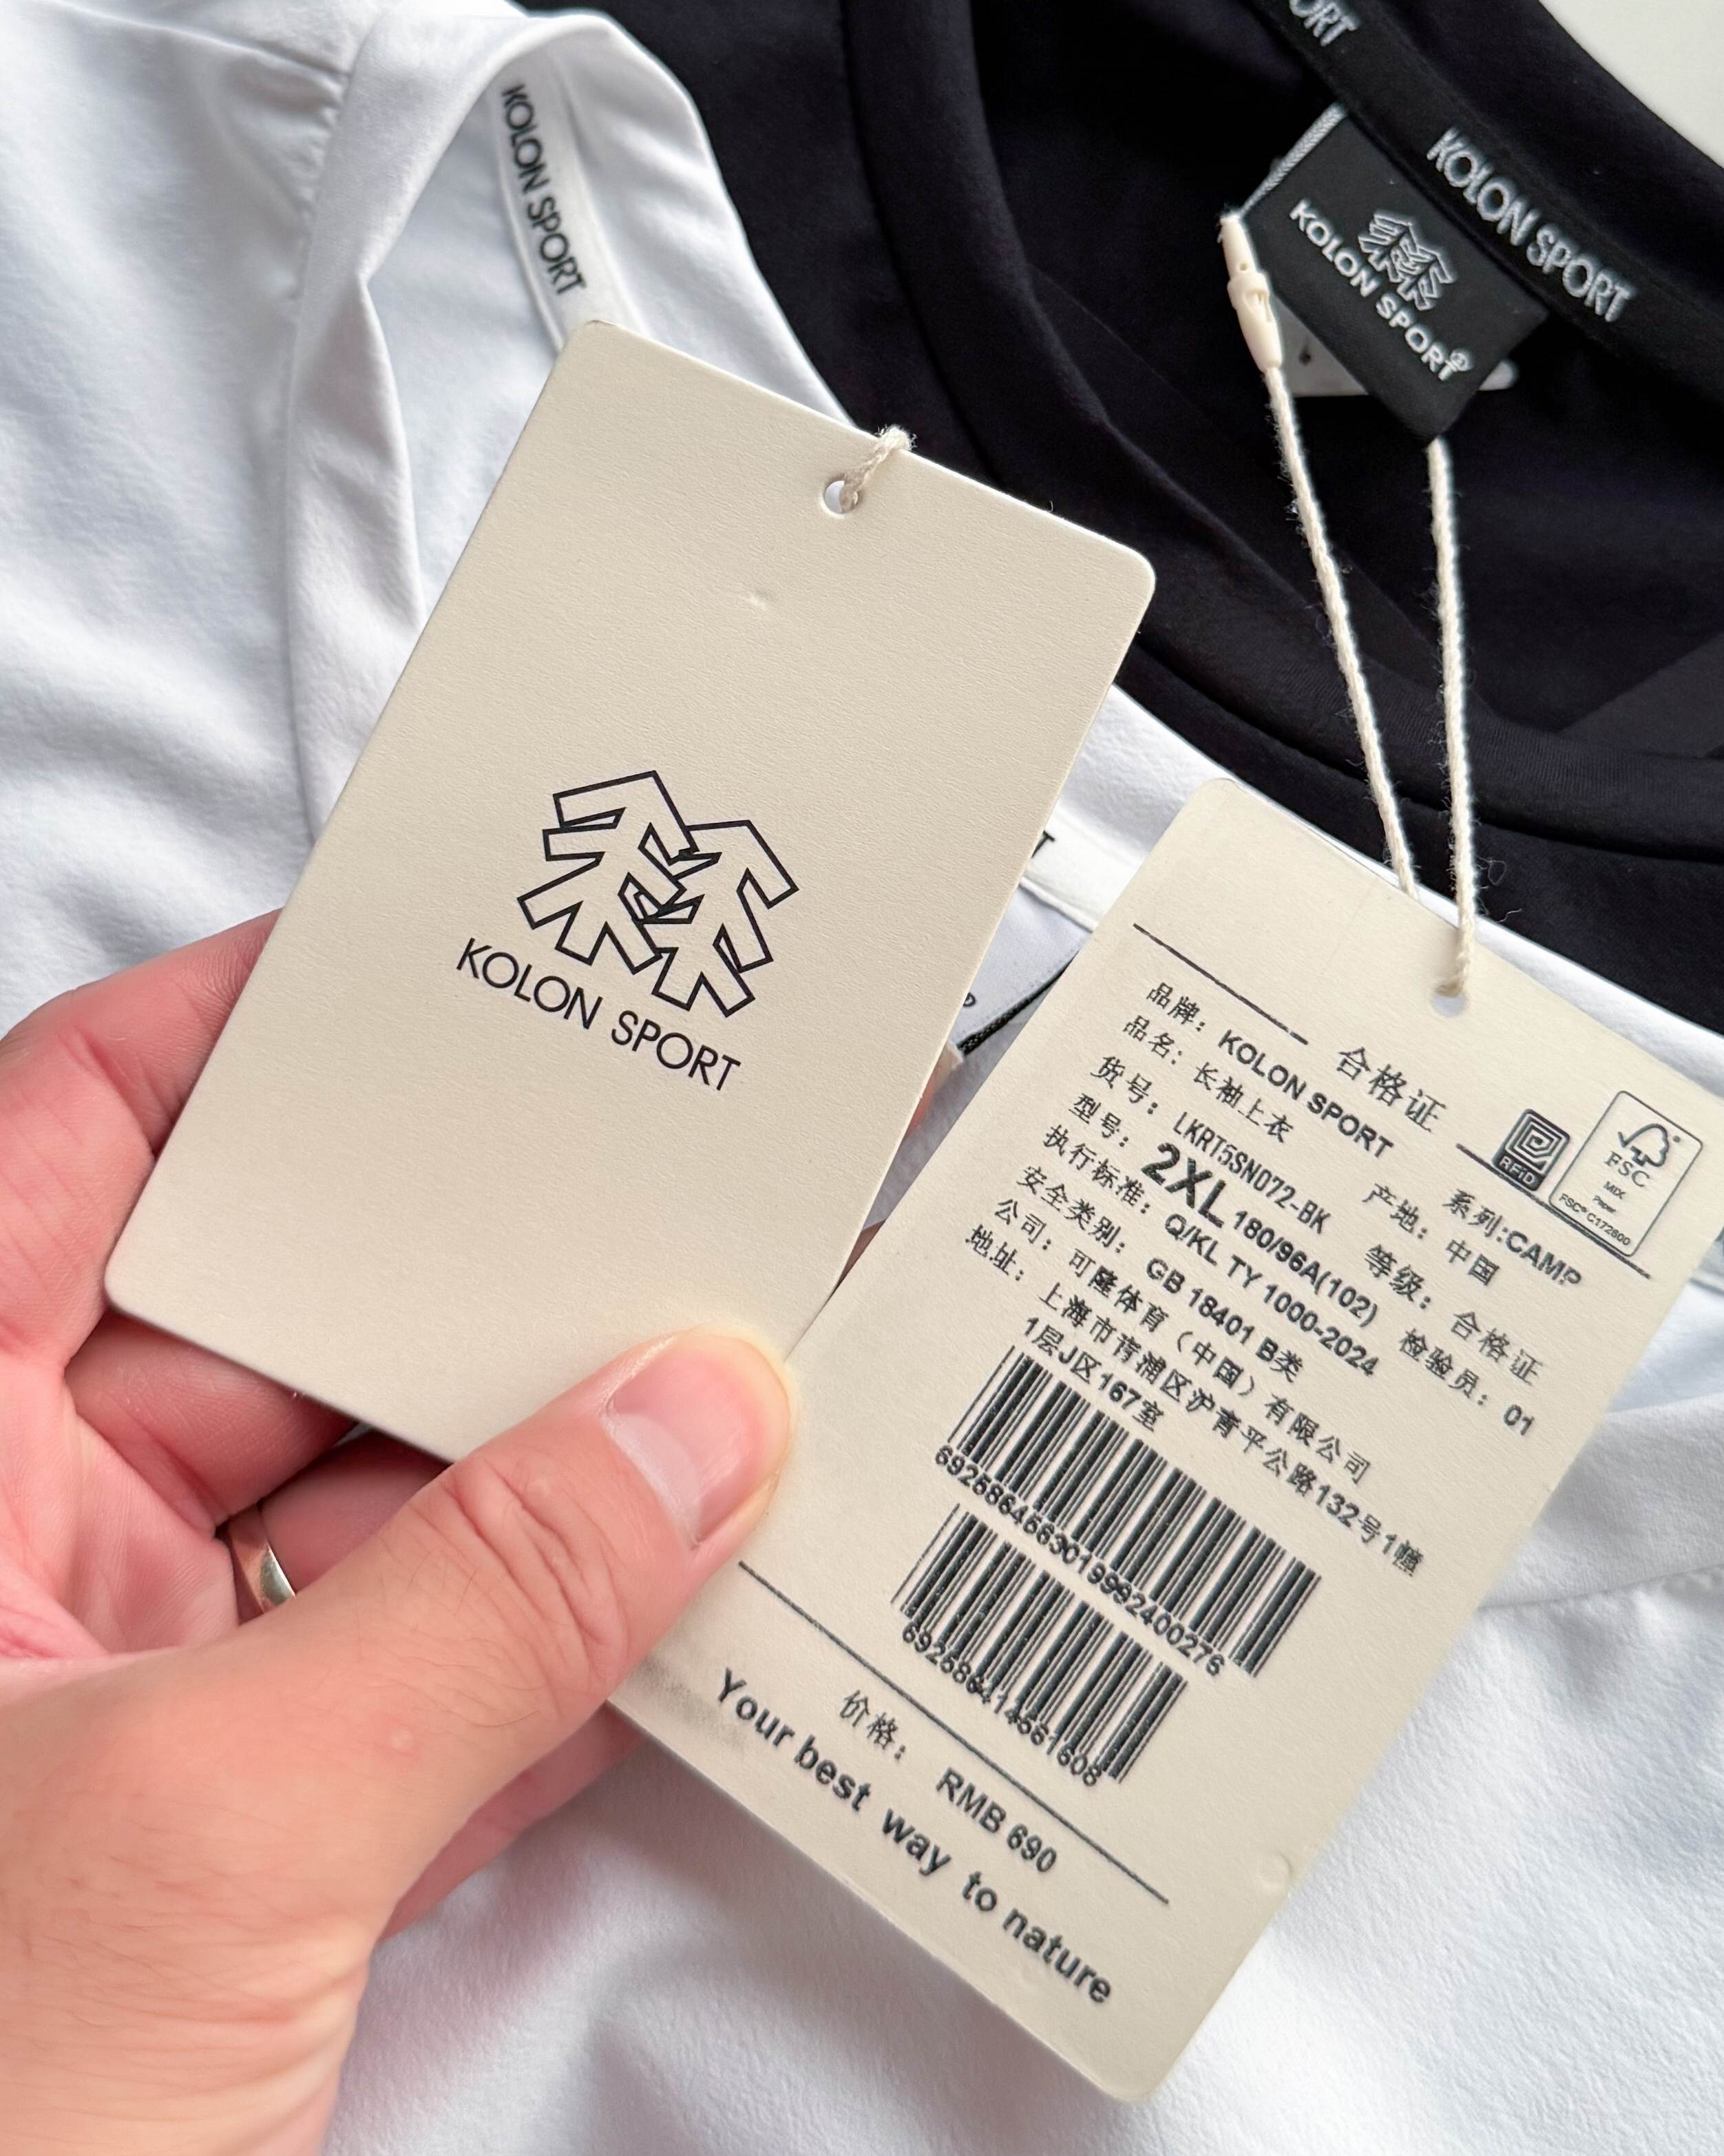 KOLON SPORT
ORT
KOLON SPORT
KOLON SPORT®
KOLON SPORT
合格证
RFID
FSC
MIX
Paper
FSC® C172800
品牌： KOLON SPORT 系列:CAMP
品名： 长袖上衣 产地： 中国
货号： LKRT5SN072-BK 等级： 合格证
型号： 2XL 180/96A(102) 检验员： 01
执行标准： Q/KL TY 1000-2024
安全类别： GB 18401 B类
公司： 可隆体育（中国）有限公司
地址： 上海市青浦区沪青平公路132号1幢
1层J区167室
6925864563019992400276
692586414561608
价格： RMB 690
Your best way to nature